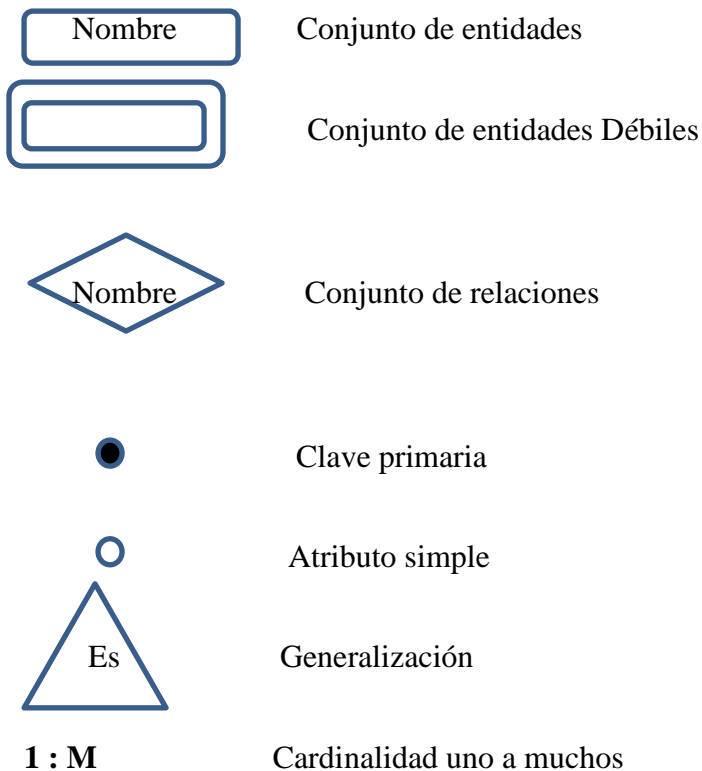 Nombre Conjunto de entidades
Conjunto de entidades Débiles
Nombre Conjunto de relaciones
Clave primaria
Atributo simple
Es Generalización
1 : M Cardinalidad uno a muchos